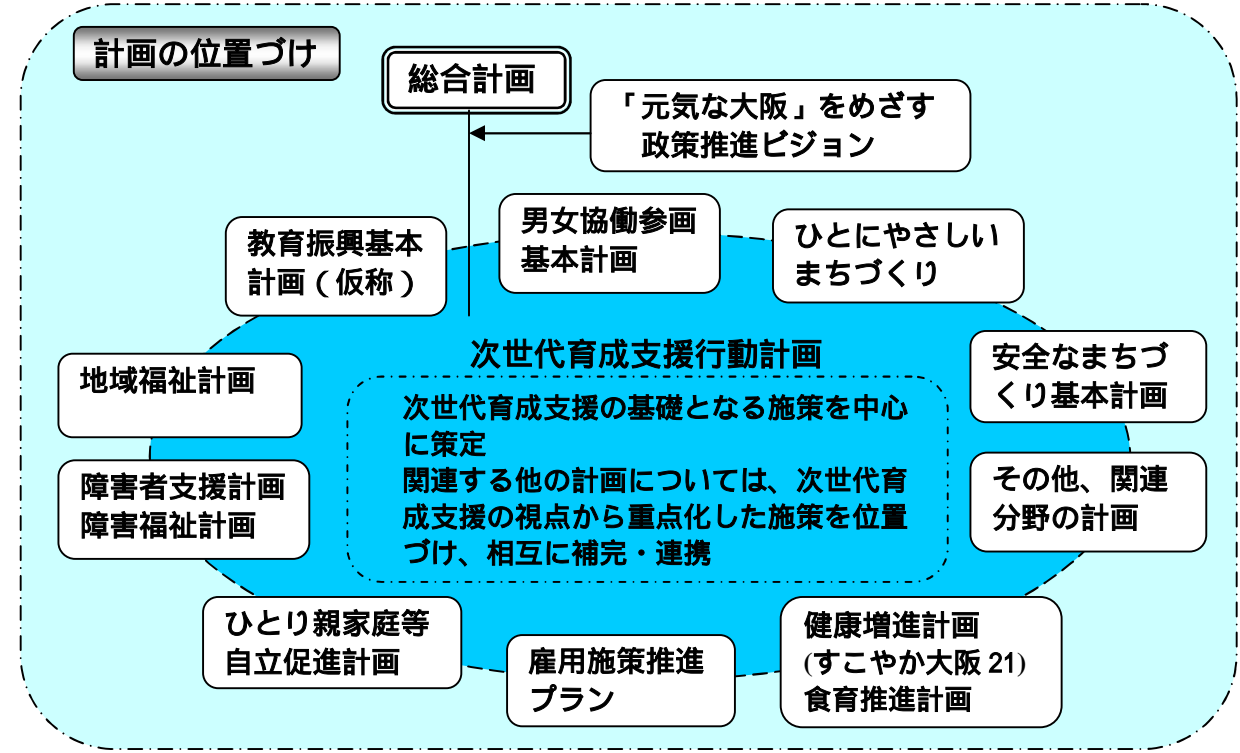 計画の位置づけ
総合計画
「元気な大阪」をめざす
政策推進ビジョン
男女協働参画
基本計画
ひとにやさしい
まちづくり
教育振興基本
計画（仮称）
次世代育成支援行動計画
安全なまちづ
くり基本計画
地域福祉計画
次世代育成支援の基礎となる施策を中心
に策定
関連する他の計画については、次世代育
成支援の視点から重点化した施策を位置
づけ、相互に補完・連携
障害者支援計画
障害福祉計画
その他、関連
分野の計画
ひとり親家庭等
自立促進計画
雇用施策推進
プラン
健康増進計画
(すこやか大阪 21)
食育推進計画